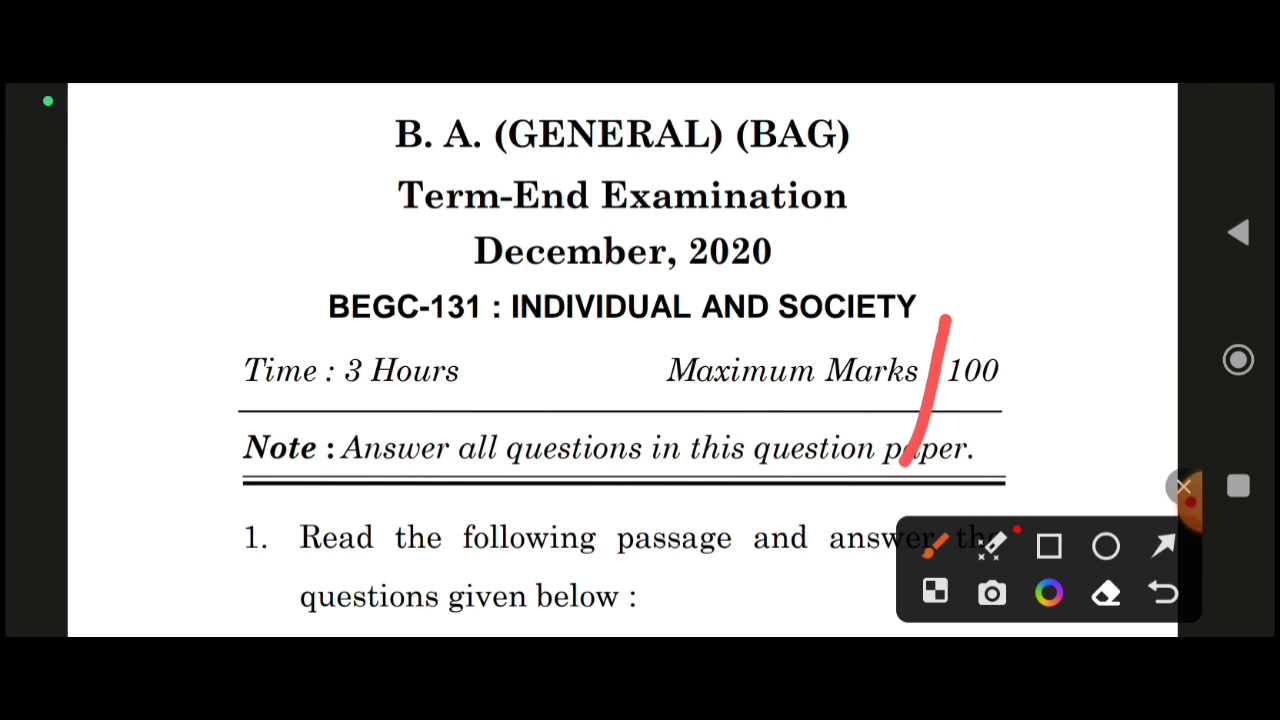 B. A. (GENERAL) (BAG)
Term-End Examination
December, 2020
BEGC-131 : INDIVIDUAL AND SOCIETY
Time : 3 Hours Maximum Marks 100
Note : Answer all questions in this question paper.
1. Read the following passage and answer the
questions given below :